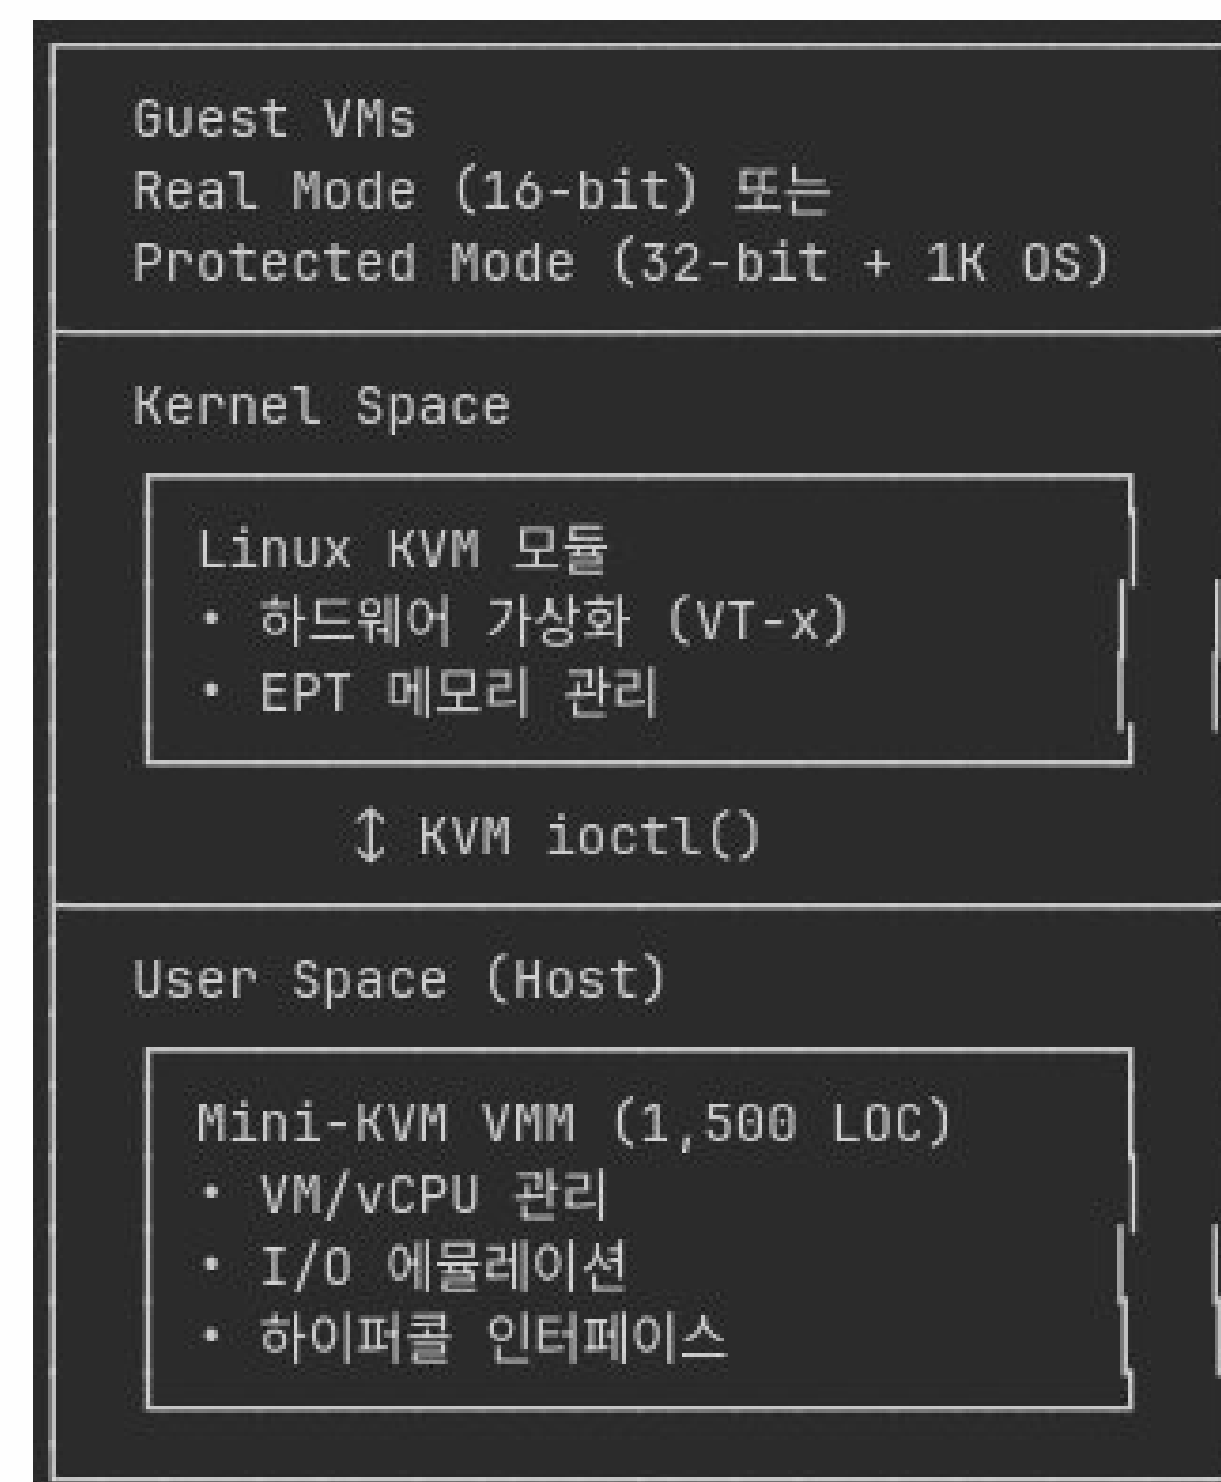 Guest VMs
Real Mode (16-bit) 또는
Protected Mode (32-bit + 1K OS)
Kernel Space
Linux KVM 모듈
• 하드웨어 가상화 (VT-x)
• EPT 메모리 관리
↕ KVM ioctl()
User Space (Host)
Mini-KVM VMM (1,500 LOC)
• VM/vCPU 관리
• I/O 에뮬레이션
• 하이퍼콜 인터페이스